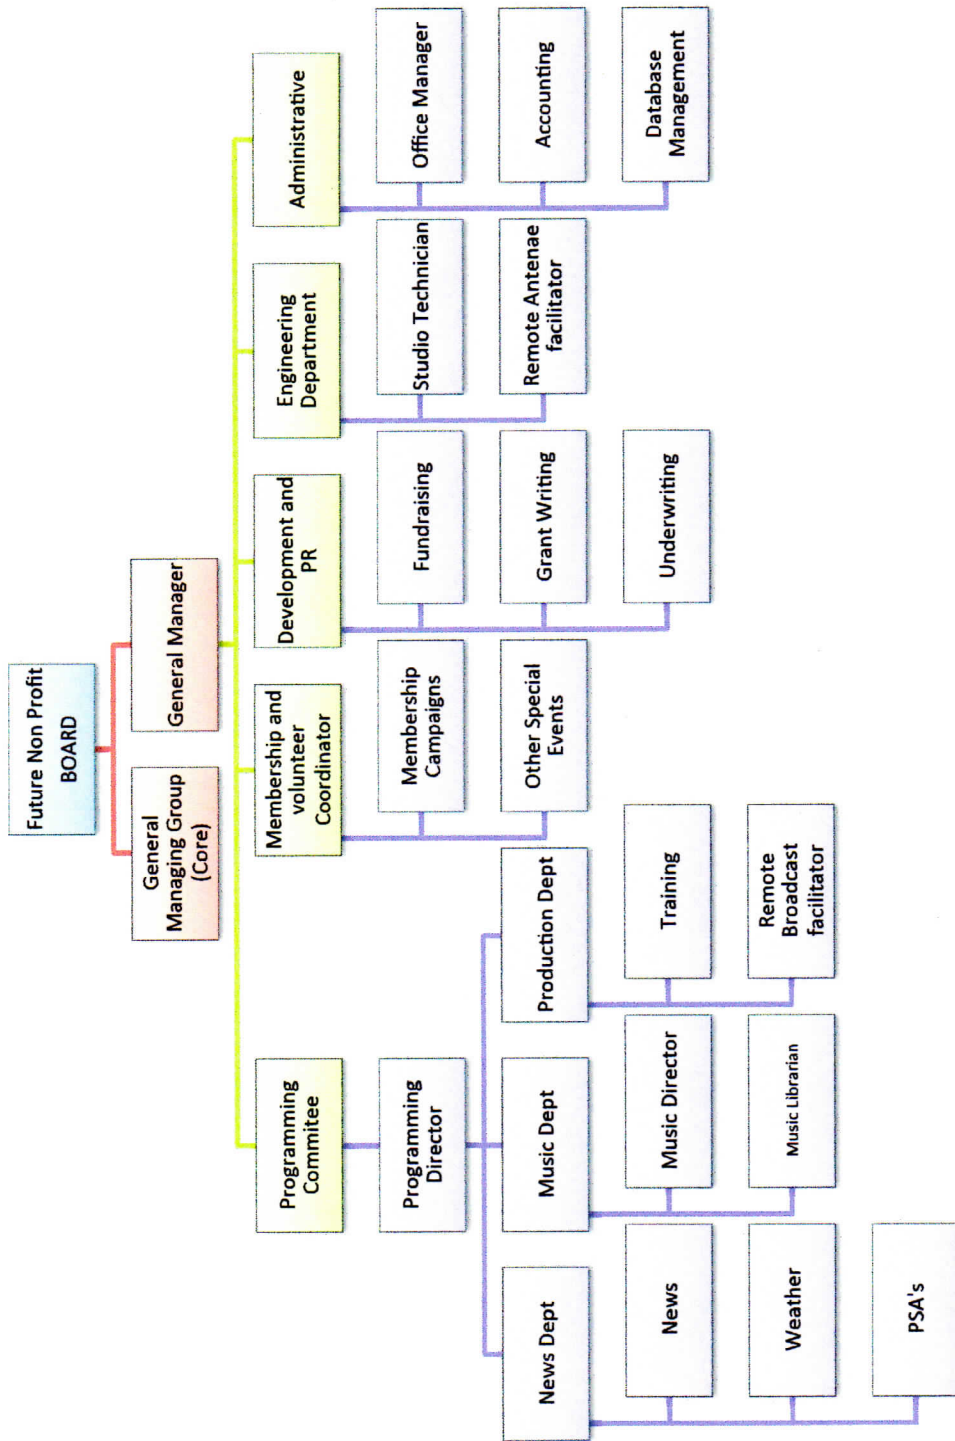 Future Non Profit
BOARD
General
Managing Group
(Core)
General Manager
Programming
Commitee
Membership and
volunteer
Coordinator
Development and
PR
Engineering
Department
Administrative
Programming
Director
Membership
Campaigns
Fundraising
Studio Technician
Office Manager
News Dept
Music Dept
Production Dept
Other Special
Events
Grant Writing
Remote Antenae
facilitator
Accounting
News
Music Director
Training
Underwriting
Database
Management
Weather
Music Librarian
Remote
Broadcast
facilitator
PSA's